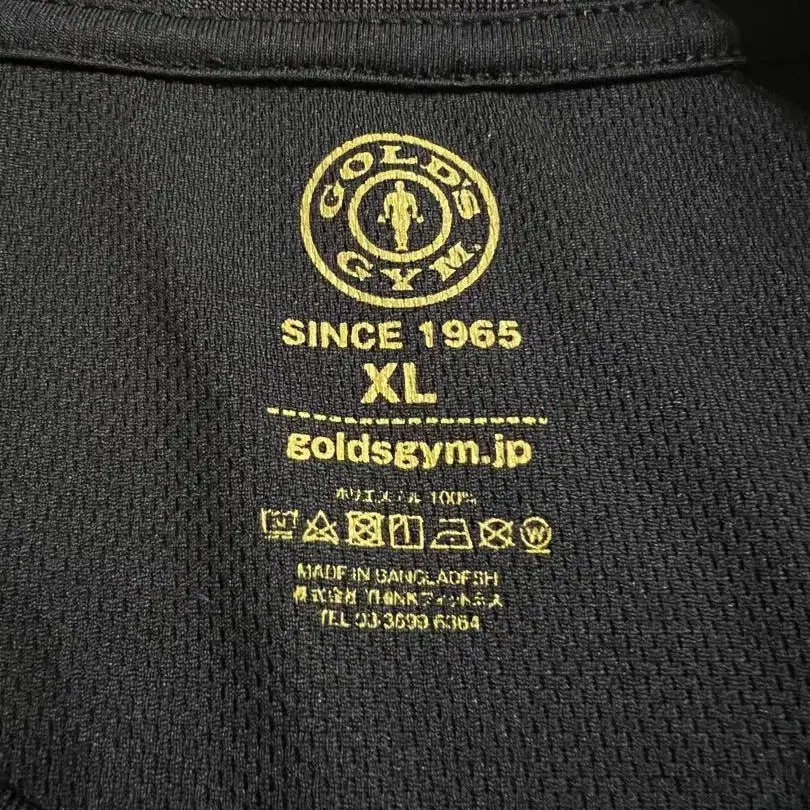 GOLD'S GYM.
SINCE 1965
XL
goldsgym.jp
ポリエステル 100%
W
MADE IN BANGLADESH
株式会社 THINKフィットネス
TEL 03-3699-6364